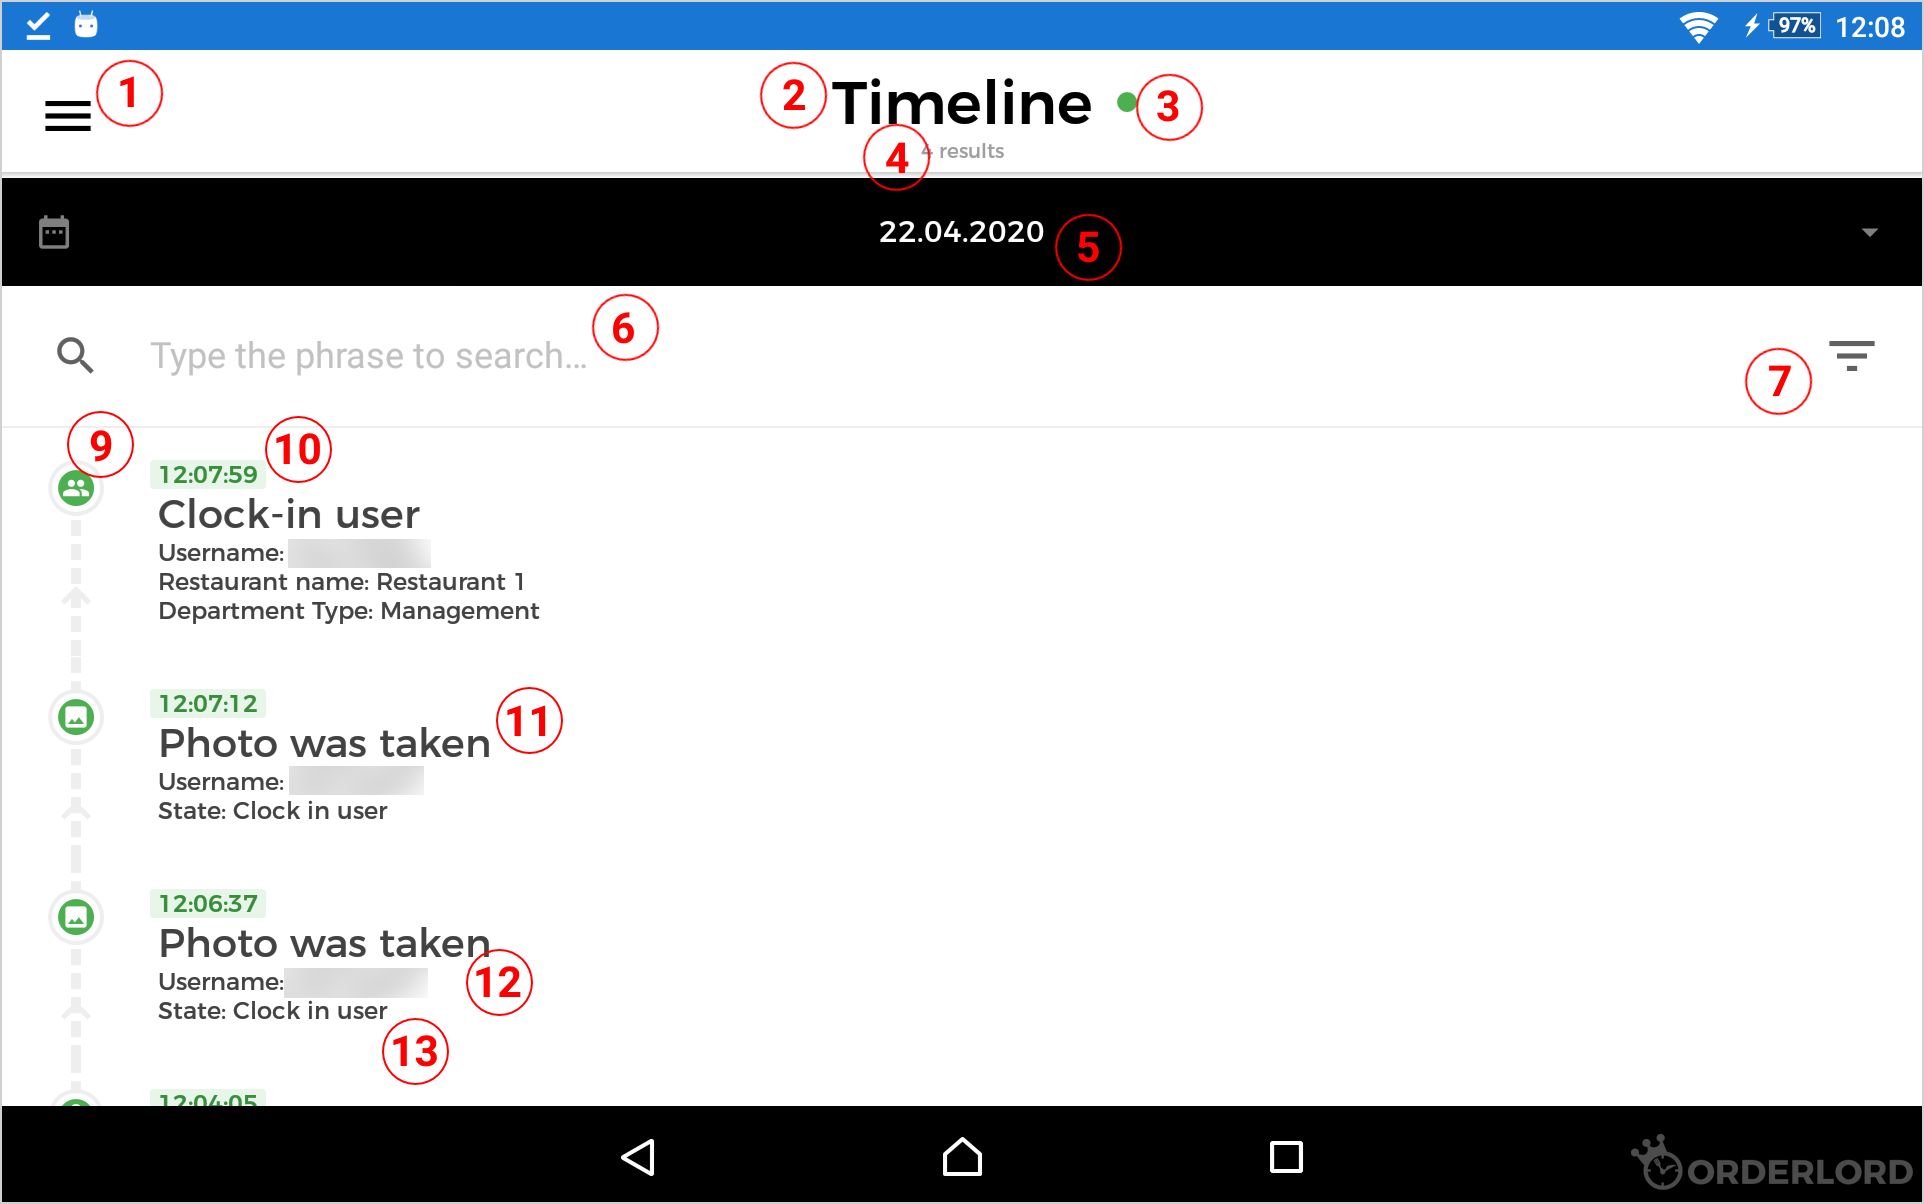 97% 12:08
1
2 Timeline 3
4 4 results
22.04.2020 5
6
Type the phrase to search...
7
9 10
12:07:59
Clock-in user
Username:
Restaurant name: Restaurant 1
Department Type: Management
12:07:12
11
Photo was taken
Username:
State: Clock in user
12:06:37
Photo was taken
Username: 12
State: Clock in user
13
12:04:05
ORDERLORD